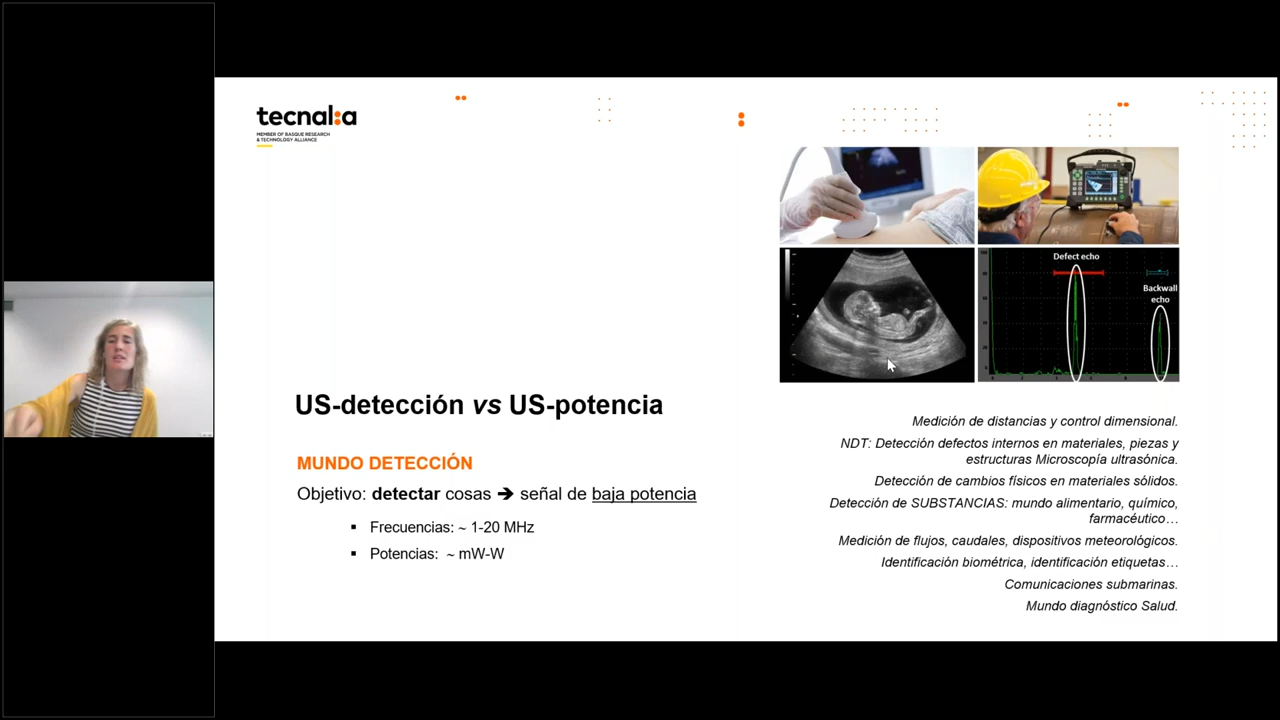 tecnal:a
MEMBER OF BASQUE RESEARCH
& TECHNOLOGY ALLIANCE
Defect echo
Backwall
echo
US-detección vs US-potencia
MUNDO DETECCIÓN
Objetivo: detectar cosas ➔ señal de baja potencia
▪ Frecuencias: ~ 1-20 MHz
▪ Potencias: ~ mW-W
Medición de distancias y control dimensional.
NDT: Detección defectos internos en materiales, piezas y
estructuras Microscopía ultrasónica.
Detección de cambios físicos en materiales sólidos.
Detección de SUBSTANCIAS: mundo alimentario, químico,
farmacéutico…
Medición de flujos, caudales, dispositivos meteorológicos.
Identificación biométrica, identificación etiquetas…
Comunicaciones submarinas.
Mundo diagnóstico Salud.